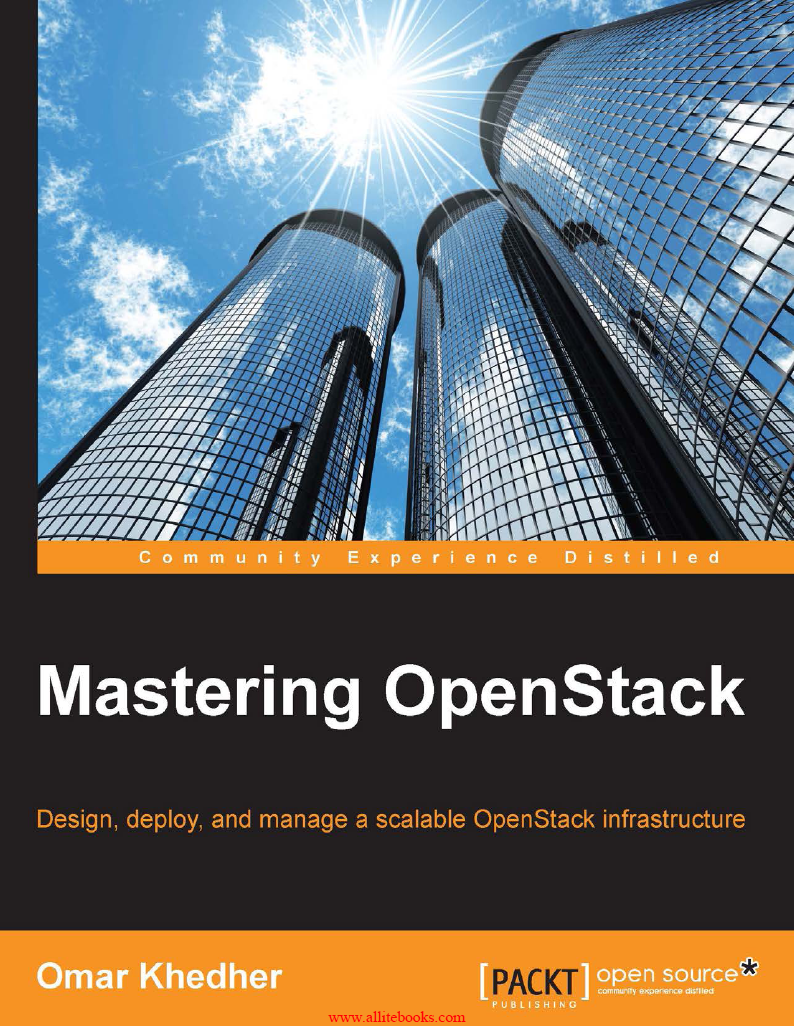 Community Experience Distilled
Mastering OpenStack
Design, deploy, and manage a scalable OpenStack infrastructure
Omar Khedher
[PACKT]
PUBLISHING
open source*
community experience distilled
www.allitebooks.com